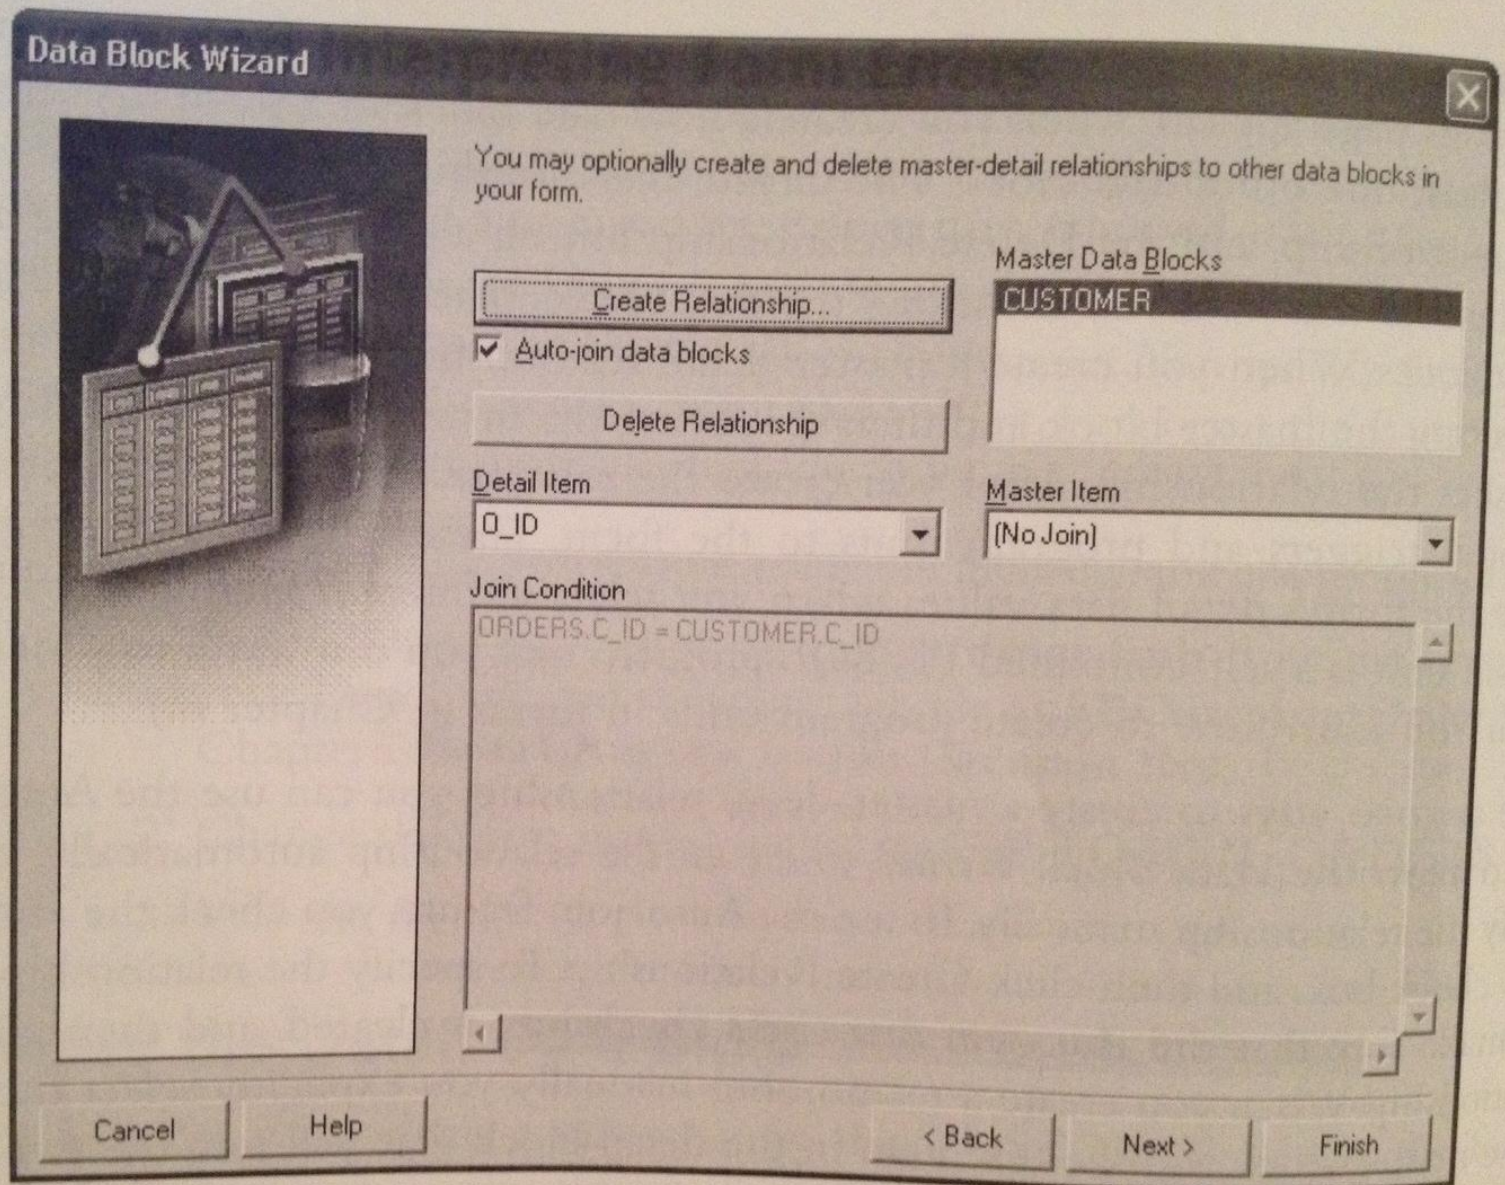 Data Block Wizard
You may optionally create and delete master-detail relationships to other data blocks in
your form.
Create Relationship...
Auto-join data blocks
Delete Relationship
Master Data Blocks
CUSTOMER
Detail Item
O_ID
Master Item
(No Join)
Join Condition
ORDERS.C_ID = CUSTOMER.C_ID
Cancel
Help
< Back
Next >
Finish